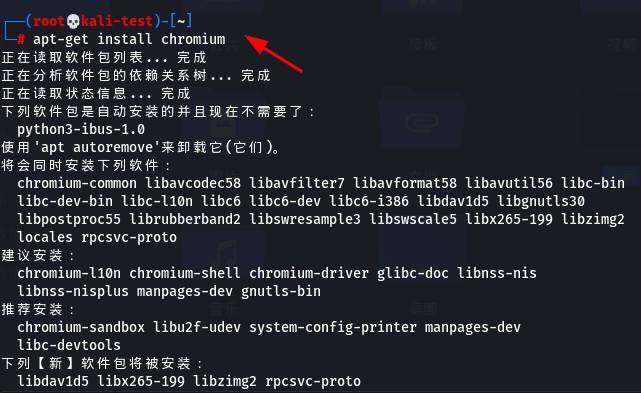 ┌──(root💀kali-test)-[~]
└─# apt-get install chromium
正在读取软件包列表... 完成
正在分析软件包的依赖关系树... 完成
正在读取状态信息... 完成
下列软件包是自动安装的并且现在不需要了：
  python3-ibus-1.0
使用'apt autoremove'来卸载它(它们)。
将会同时安装下列软件：
  chromium-common libavcodec58 libavfilter7 libavformat58 libavutil56 libc-bin
  libc-dev-bin libc-l10n libc6 libc6-dev libc6-i386 libdav1d5 libgnutls30
  libpostproc55 librubberband2 libswresample3 libswscale5 libx265-199 libzimg2
  locales rpcsvc-proto
建议安装：
  chromium-l10n chromium-shell chromium-driver glibc-doc libnss-nis
  libnss-nisplus manpages-dev gnutls-bin
推荐安装：
  chromium-sandbox libu2f-udev system-config-printer manpages-dev
  libc-devtools
下列【新】软件包将被安装：
  libdav1d5 libx265-199 libzimg2 rpcsvc-proto
模板
视频
音乐
桌面